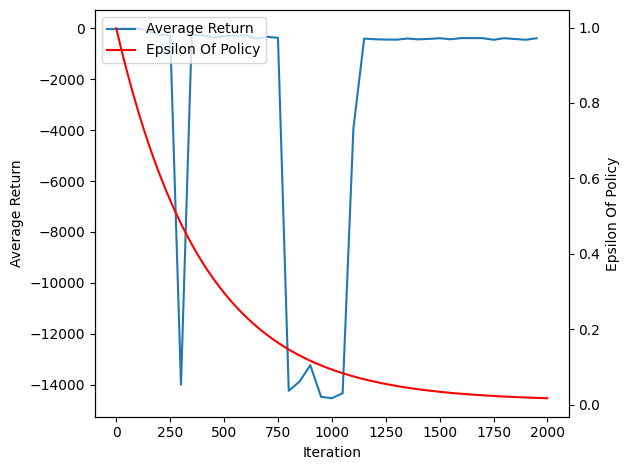 Average Return
Epsilon Of Policy
0
−2000
−4000
−6000
−8000
−10000
−12000
−14000
Average Return
1.0
0.8
0.6
0.4
0.2
0.0
Epsilon Of Policy
0 250 500 750 1000 1250 1500 1750 2000
Iteration